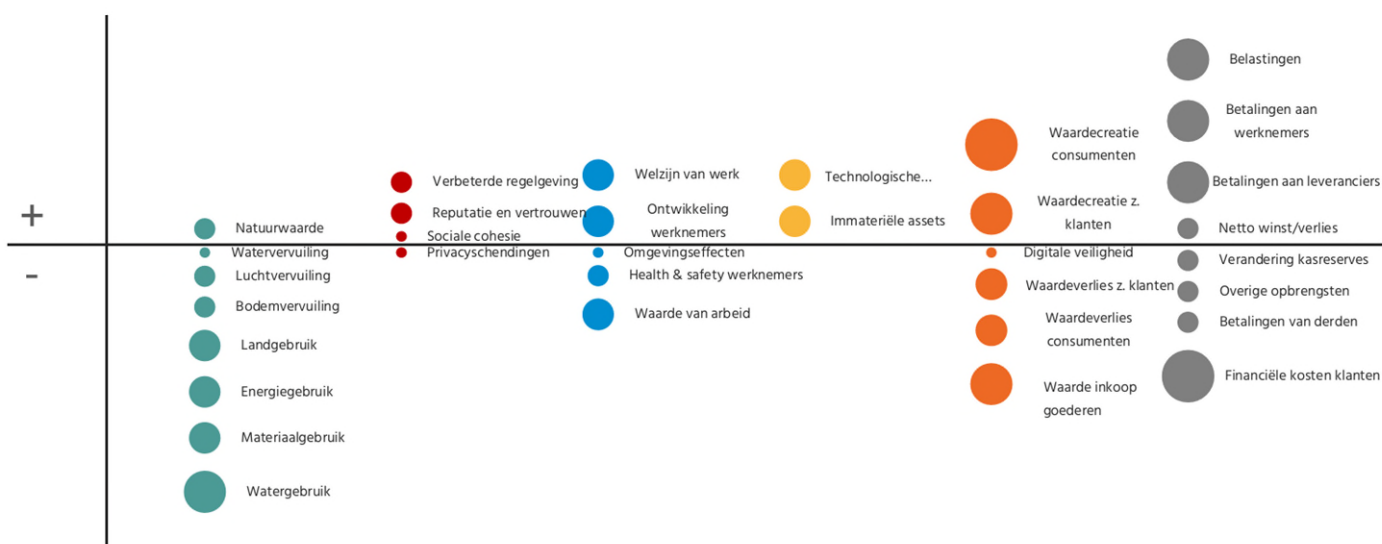 +
-
Natuurwaarde
Watervervuiling
Luchtvervuiling
Bodemvervuiling
Landgebruik
Energiegebruik
Materiaalgebruik
Watergebruik
Verbeterde regelgeving
Reputatie en vertrouwen
Sociale cohesie
Privacyschendingen
Welzijn van werk
Ontwikkeling
werknemers
Omgevingseffecten
Health & safety werknemers
Waarde van arbeid
Technologische...
Immateriële assets
Waardecreatie
consumenten
Waardecreatie z.
klanten
Digitale veiligheid
Waardeverlies z. klanten
Waardeverlies
consumenten
Waarde inkoop
goederen
Belastingen
Betalingen aan
werknemers
Betalingen aan leveranciers
Netto winst/verlies
Verandering kasreserves
Overige opbrengsten
Betalingen van derden
Financiële kosten klanten